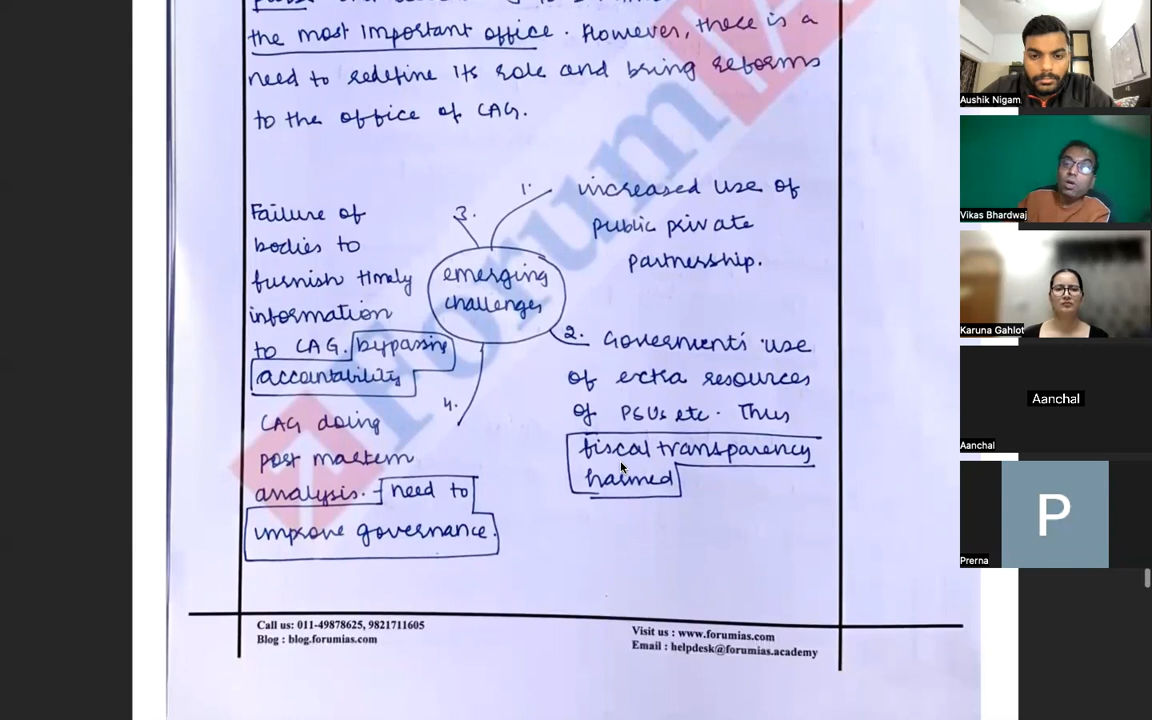 the most important office. However, there is a
need to redefine its role and bring reforms
to the office of CAG.
emerging
challenges
1.
increased use of
public private
partnership.
2. Government's use
of extra resources
of PSUs etc. Thus
fiscal transparency
halmed
3.
Failure of
bodies to
furnish timely
information
to CAG. bypassing
accountability
4.
CAG doing
post maltem
analysis. - need to
improve governance.
Forum
Call us: 011-49878625, 9821711605
Blog : blog.forumias.com
Visit us : www.forumias.com
Email : helpdesk@forumias.academy
Aushik Nigam
Vikas Bhardwaj
Karuna Gahlot
Aanchal
Aanchal
P
Prerna